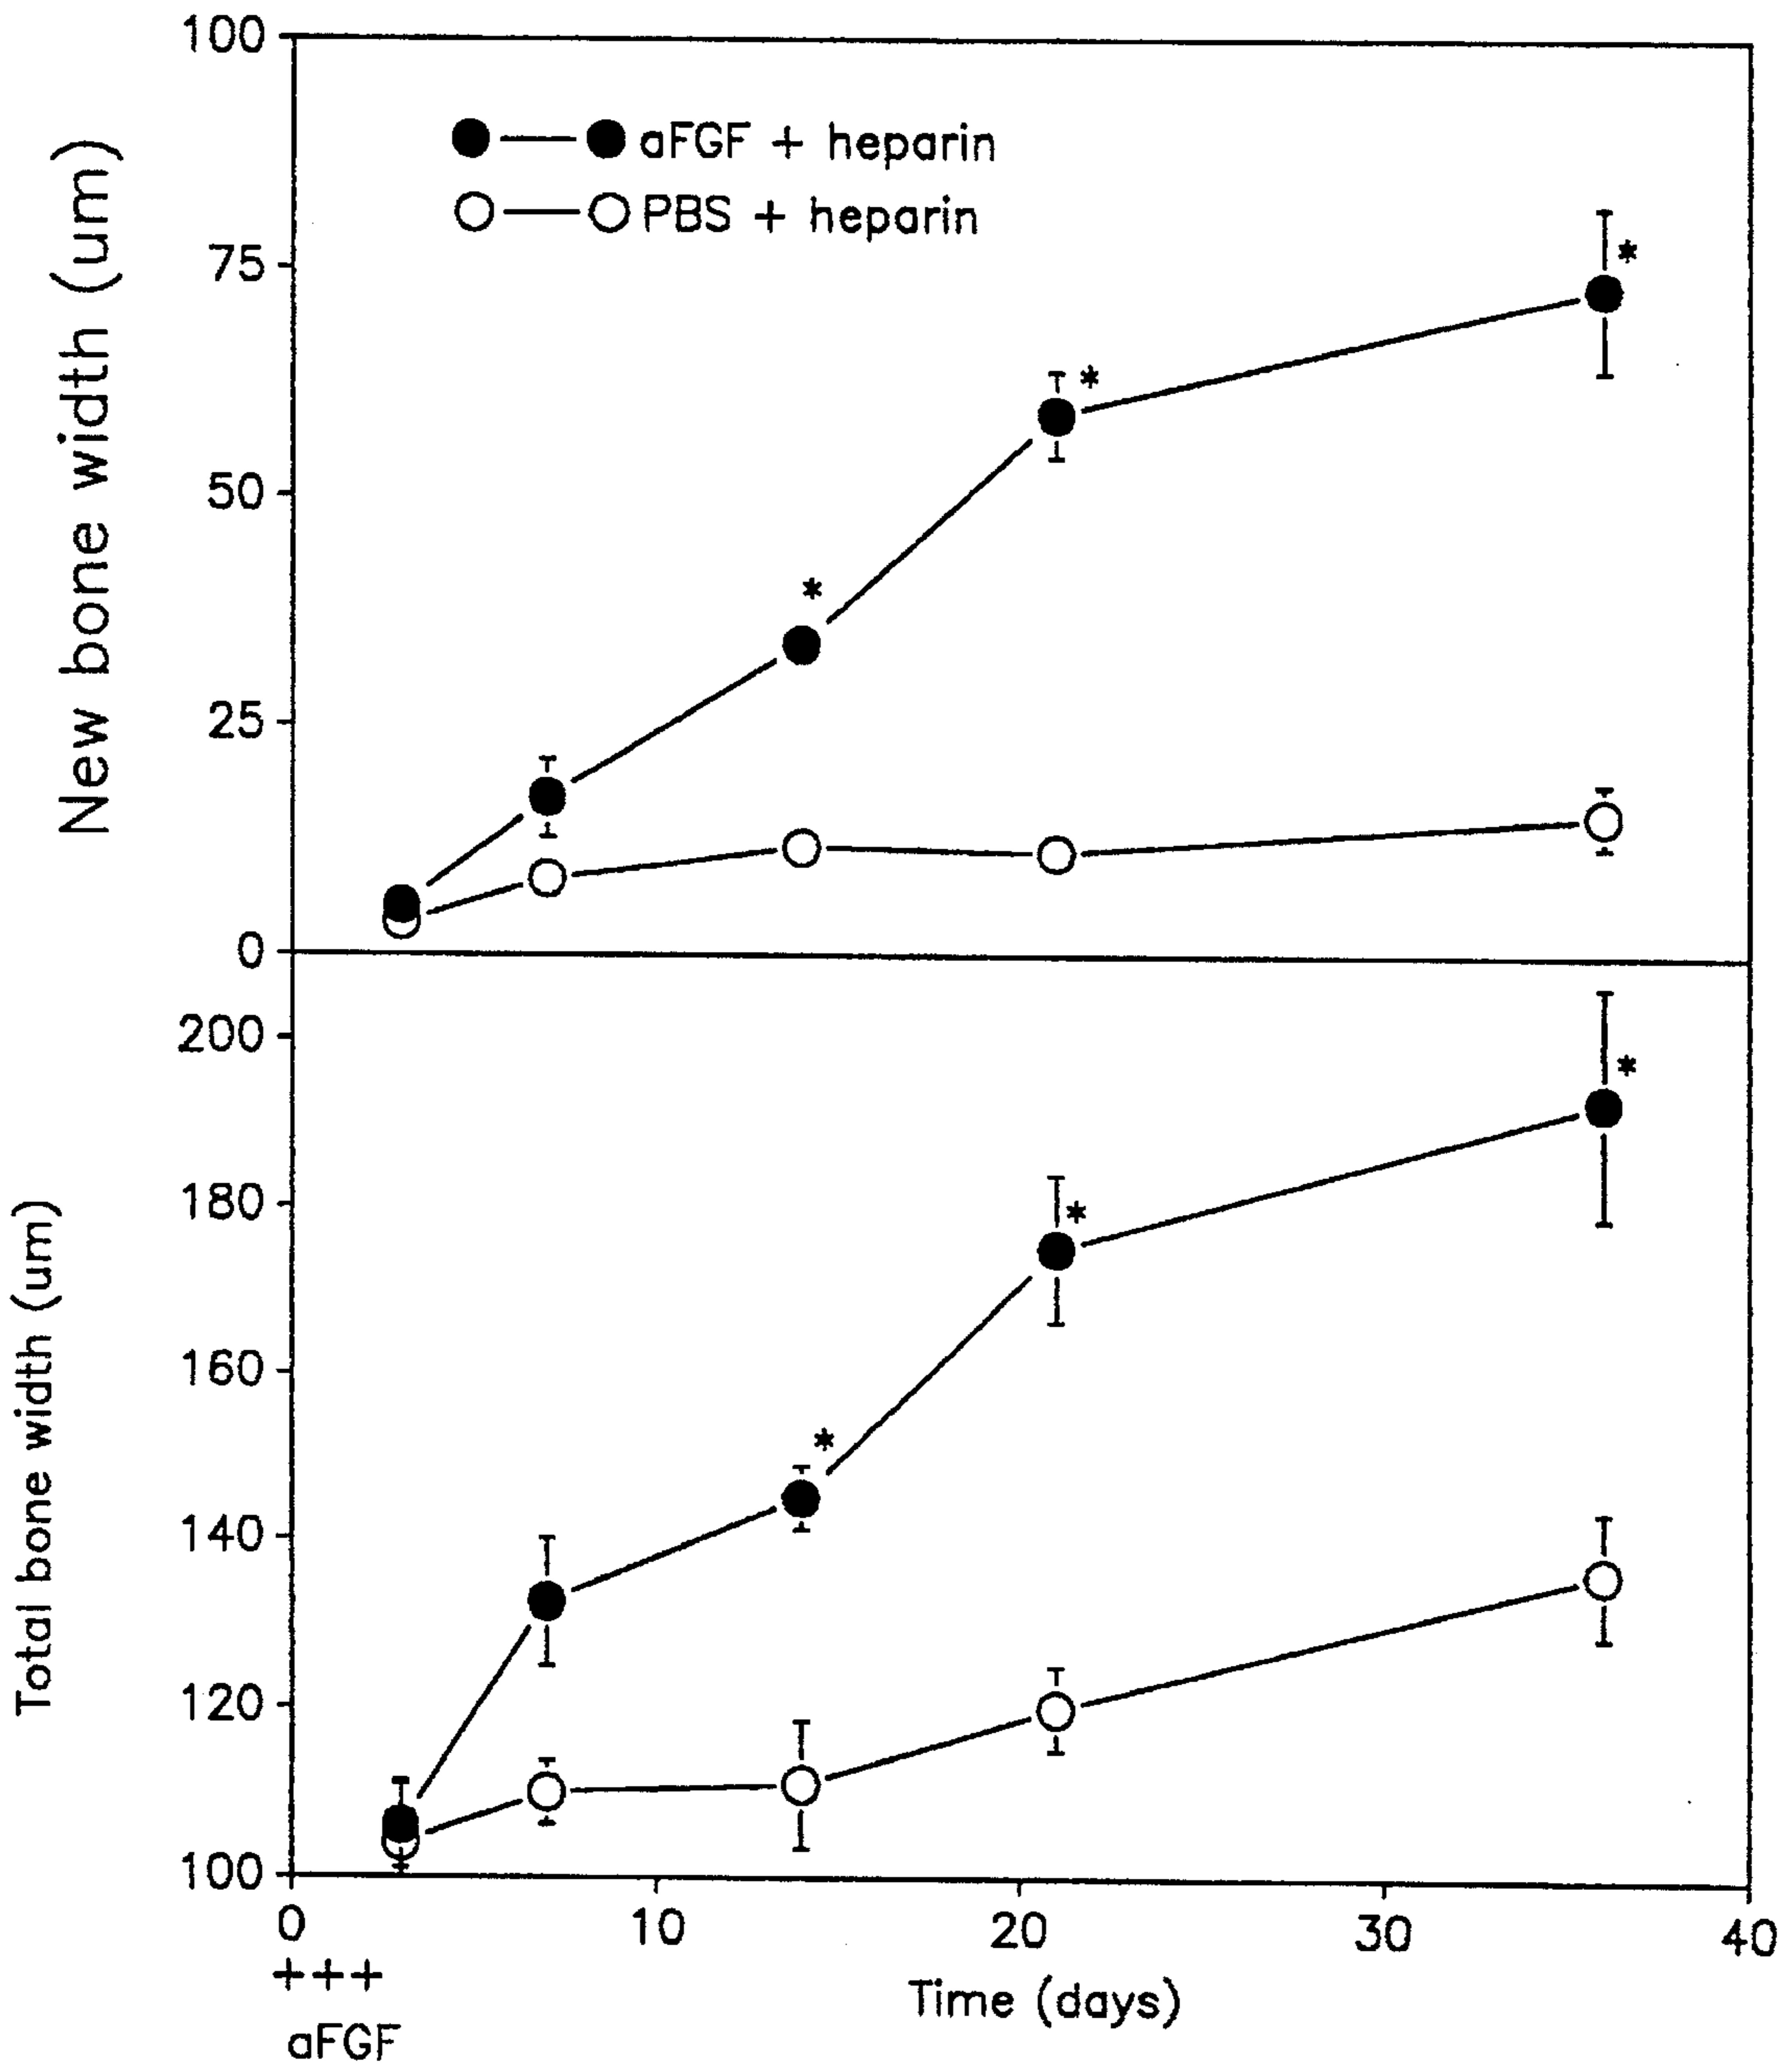 New bone width (um)
100
75
50
25
0
aFGF + heparin
PBS + heparin
*
*
*
Total bone width (um)
200
180
160
140
120
100
*
*
*
0 10 20 30 40
+++
aFGF
Time (days)